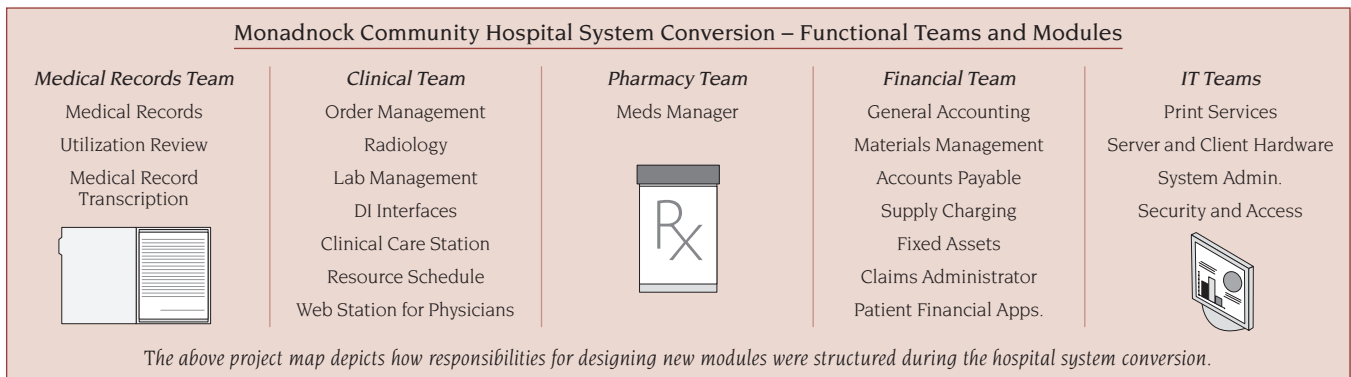 Monadnock Community Hospital System Conversion – Functional Teams and Modules
Medical Records Team
Medical Records
Utilization Review
Medical Record
Transcription
Clinical Team
Order Management
Radiology
Lab Management
DI Interfaces
Clinical Care Station
Resource Schedule
Web Station for Physicians
Pharmacy Team
Meds Manager
Rx
Financial Team
General Accounting
Materials Management
Accounts Payable
Supply Charging
Fixed Assets
Claims Administrator
Patient Financial Apps.
IT Teams
Print Services
Server and Client Hardware
System Admin.
Security and Access
The above project map depicts how responsibilities for designing new modules were structured during the hospital system conversion.